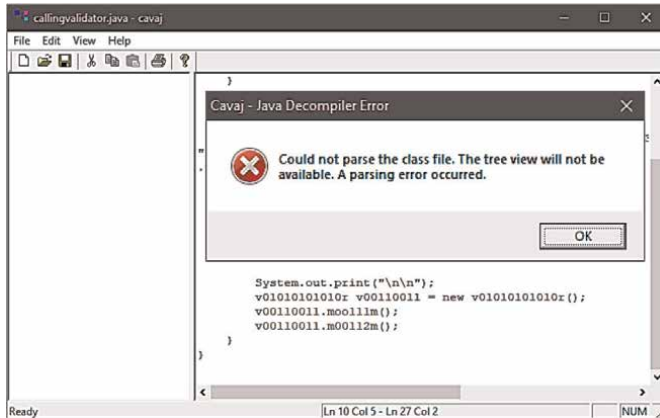 callingvalidator.java - cavaj
File Edit View Help
}
Cavaj - Java Decompiler Error
Could not parse the class file. The tree view will not be
available. A parsing error occurred.
OK
System.out.print("\n\n");
v01010101010r v00110011 = new v01010101010r();
v00110011.moo111m();
v00110011.m00112m();
}
}
Ready
Ln 10 Col 5 - Ln 27 Col 2
NUM